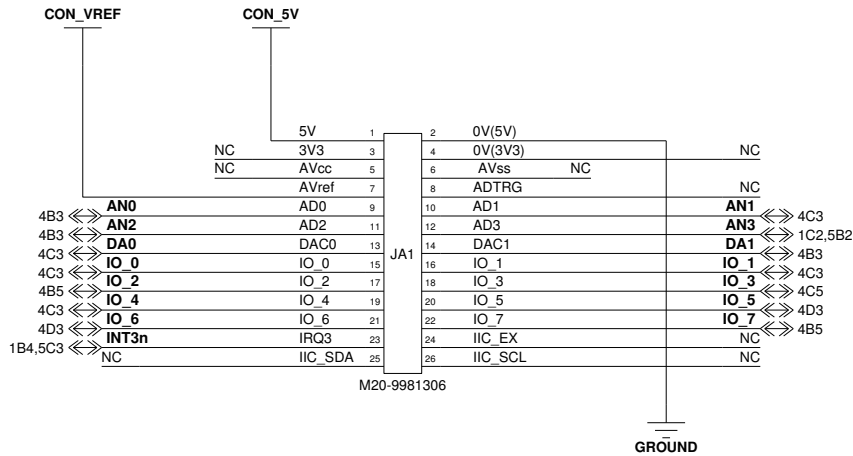 CON_VREF CON_5V
5V 1 2 0V(5V)
NC 3V3 3 4 0V(3V3) NC
NC AVcc 5 6 AVss NC
AVref 7 8 ADTRG NC
AN0 AD0 9 10 AD1 AN1
4B3 4C3
AN2 AD2 11 12 AD3 AN3
4B3 1C2,5B2
DA0 DAC0 13 JA1 14 DAC1 DA1
4C3 4B3
IO_0 IO_0 15 16 IO_1 IO_1
4C3 4C3
IO_2 IO_2 17 18 IO_3 IO_3
4B5 4C5
IO_4 IO_4 19 20 IO_5 IO_5
4C3 4D3
IO_6 IO_6 21 22 IO_7 IO_7
4D3 4B5
INT3n IRQ3 23 24 IIC_EX NC
1B4,5C3
NC IIC_SDA 25 26 IIC_SCL NC
M20-9981306
GROUND